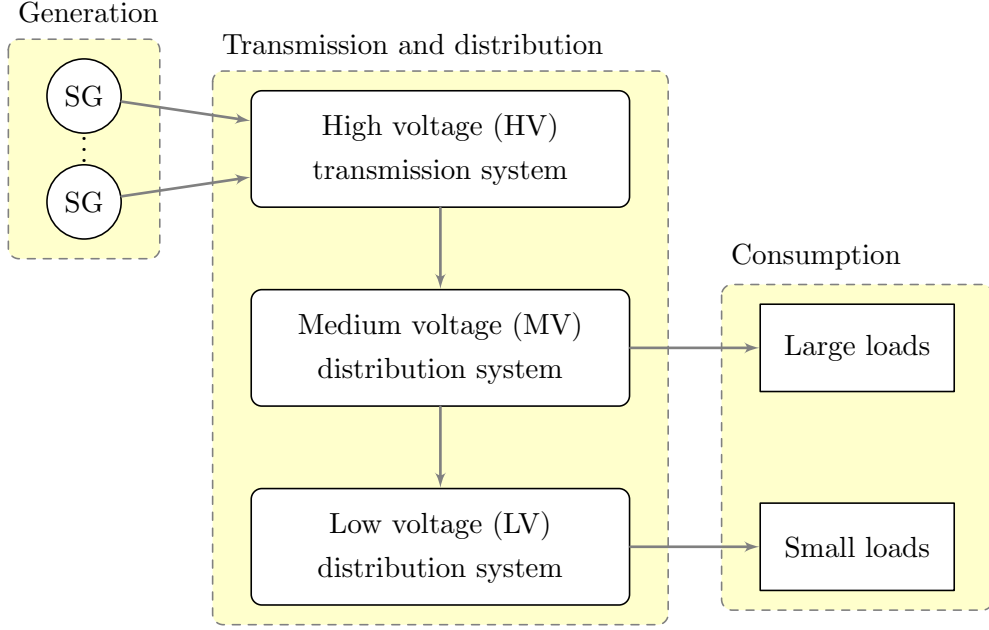 Generation
SG
SG
Transmission and distribution
High voltage (HV)
transmission system
Medium voltage (MV)
distribution system
Low voltage (LV)
distribution system
Consumption
Large loads
Small loads